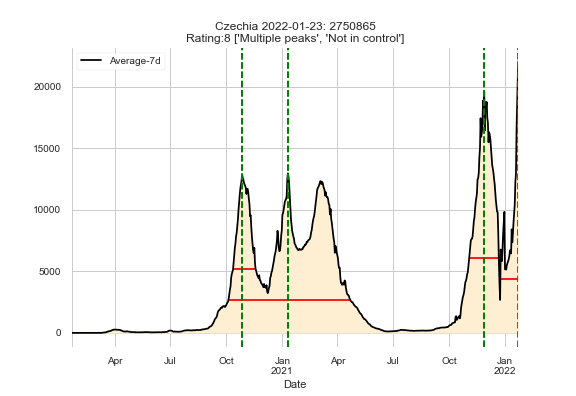 Czechia 2022-01-23: 2750865
Rating:8 ['Multiple peaks', 'Not in control']
Average-7d
20000
15000
10000
5000
0
Apr Jul Oct Jan Apr Jul Oct Jan
2021 2022
Date